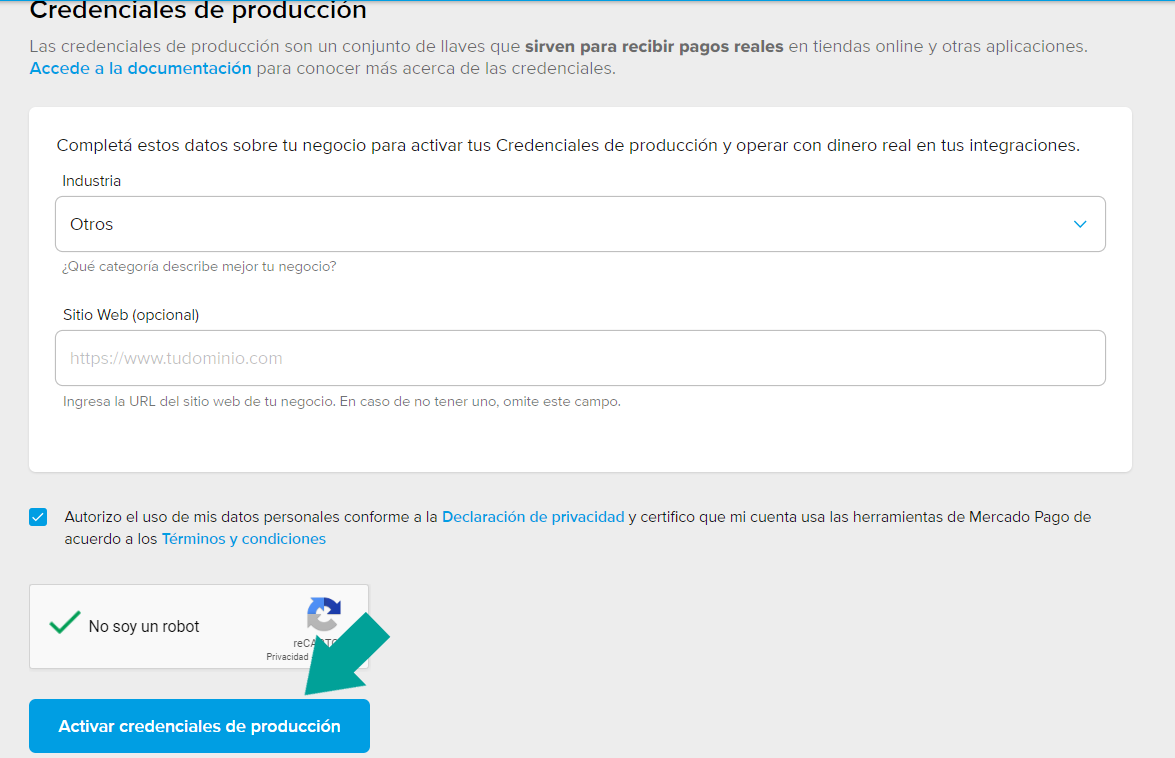 Credenciales de producción
Las credenciales de producción son un conjunto de llaves que sirven para recibir pagos reales en tiendas online y otras aplicaciones.
Accede a la documentación para conocer más acerca de las credenciales.
Completá estos datos sobre tu negocio para activar tus Credenciales de producción y operar con dinero real en tus integraciones.
Industria
Otros
¿Qué categoría describe mejor tu negocio?
Sitio Web (opcional)
https://www.tudominio.com
Ingresa la URL del sitio web de tu negocio. En caso de no tener uno, omite este campo.
Autorizo el uso de mis datos personales conforme a la Declaración de privacidad y certifico que mi cuenta usa las herramientas de Mercado Pago de
acuerdo a los Términos y condiciones
No soy un robot
Privacidad
Activar credenciales de producción